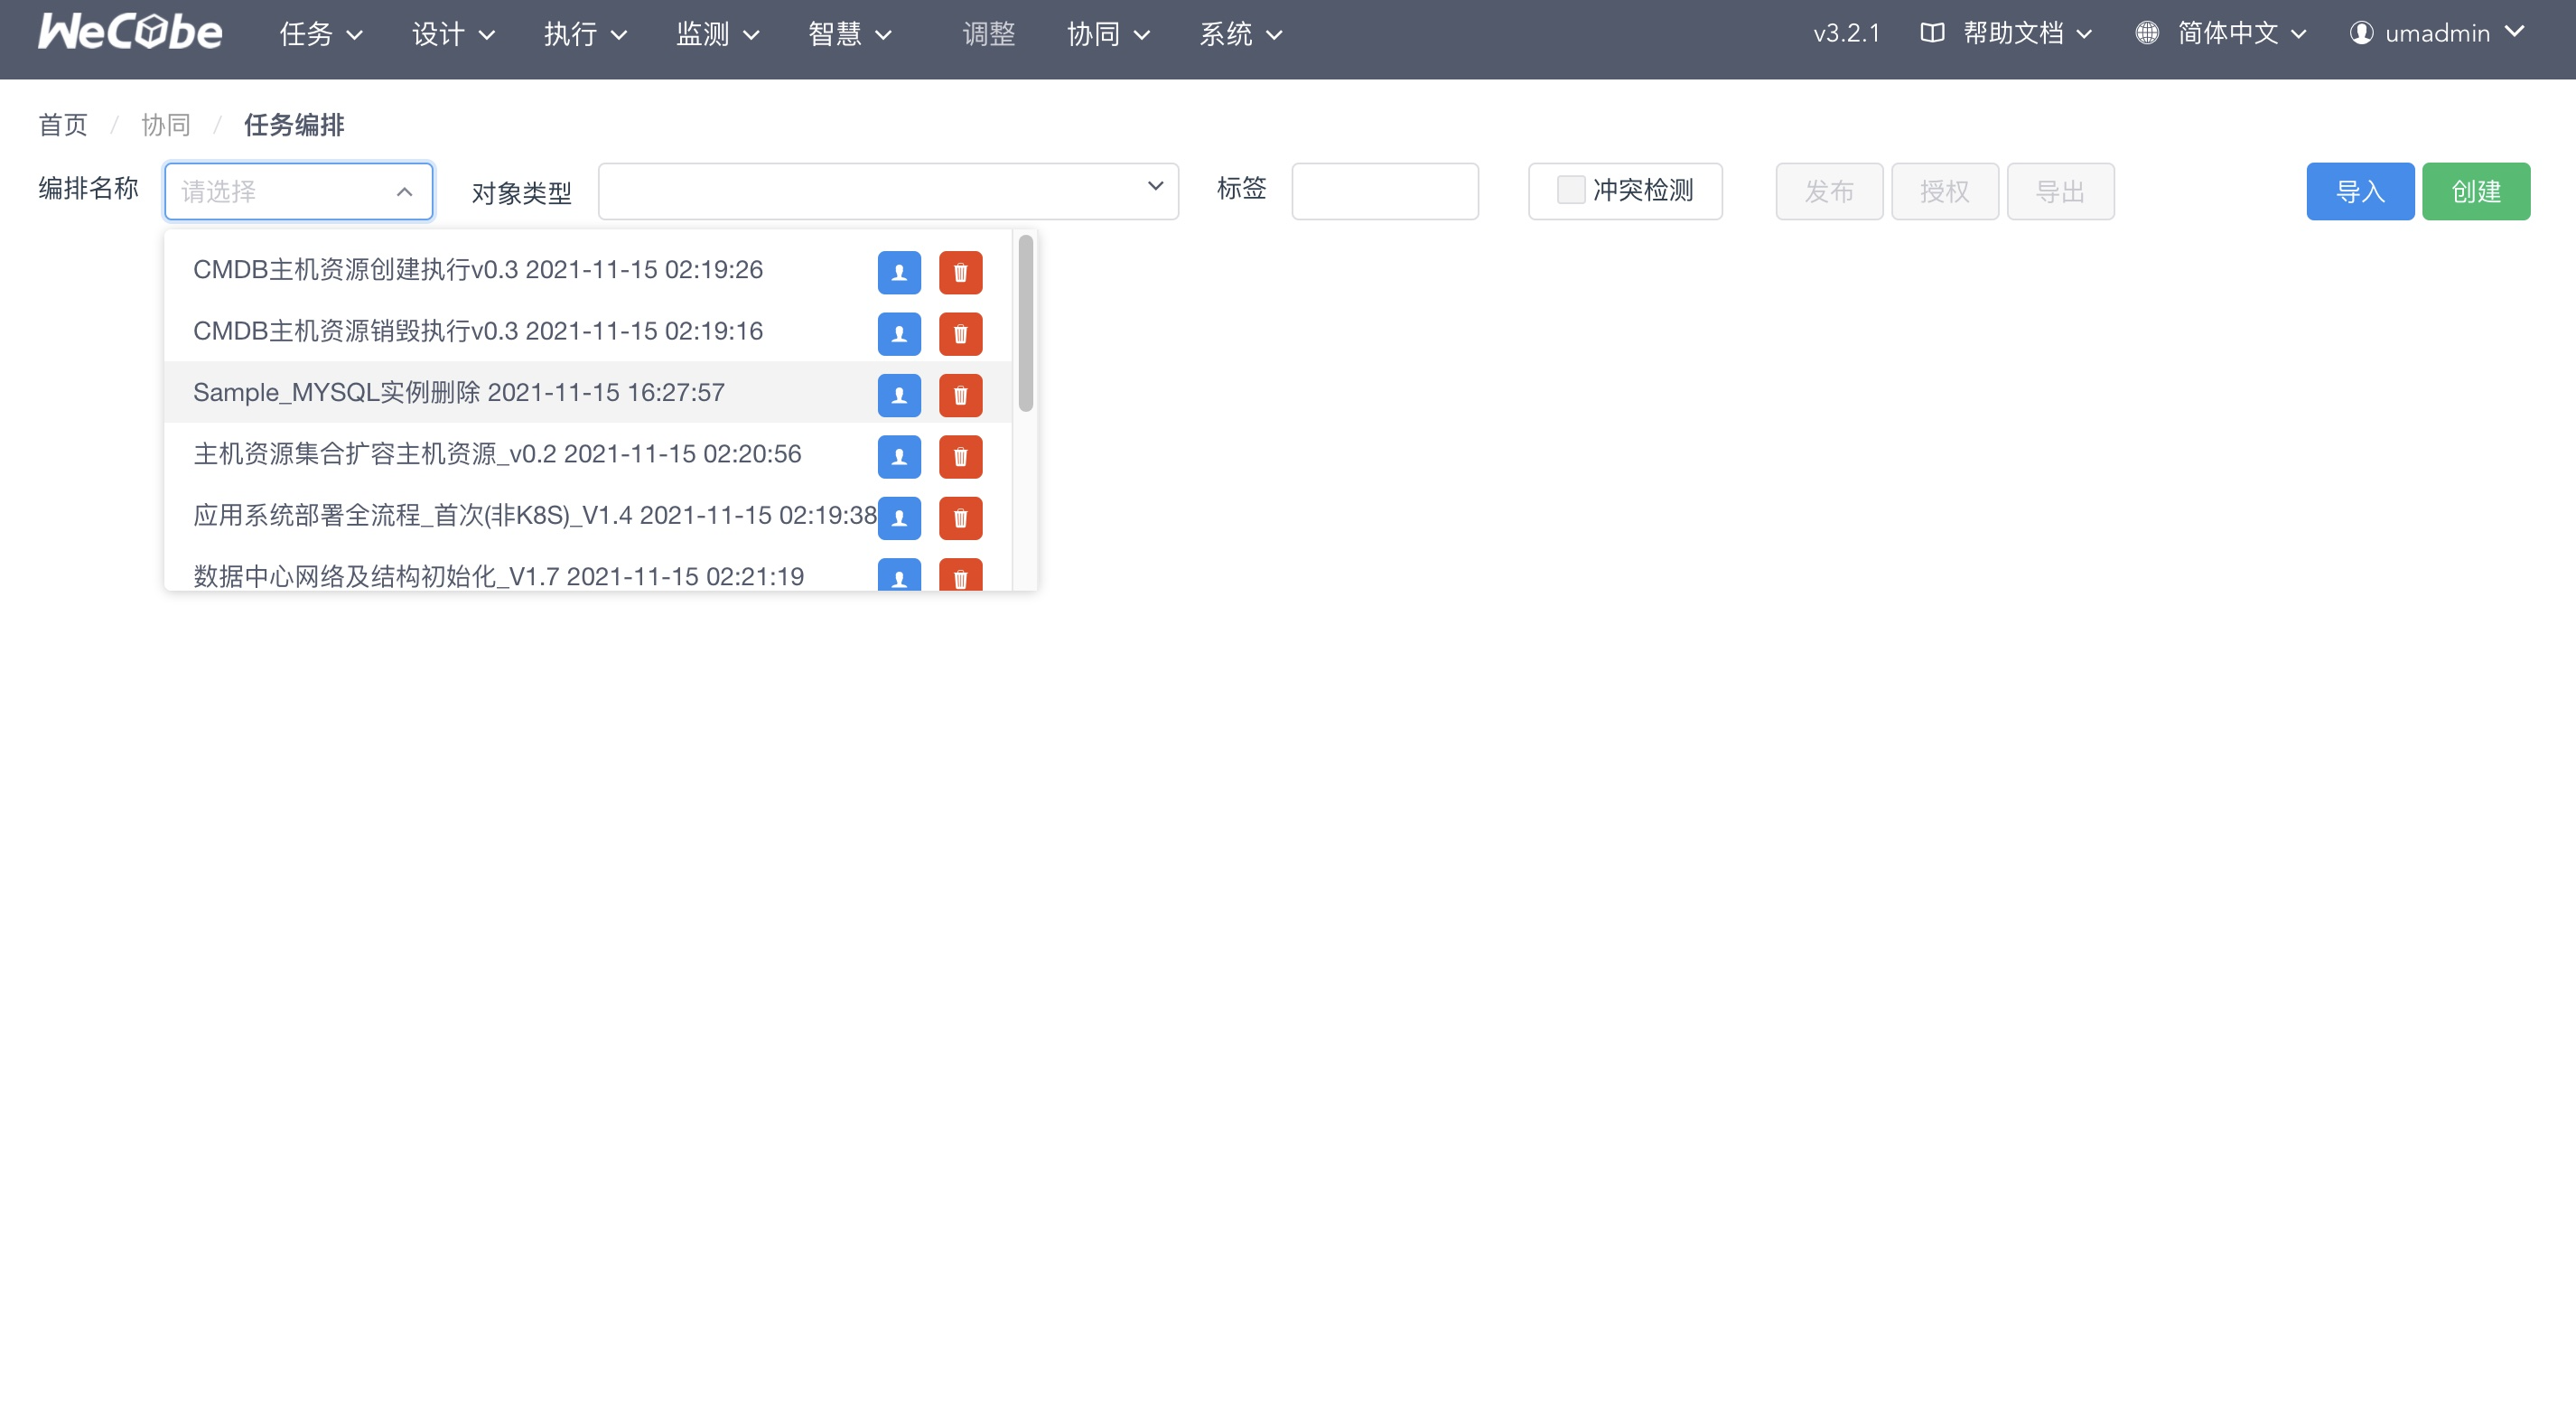 WeCube 任务 设计 执行 监测 智慧 调整 协同 系统 v3.2.1 帮助文档 简体中文 umadmin
首页 / 协同 / 任务编排
编排名称 请选择 对象类型 标签 冲突检测 发布 授权 导出 导入 创建
CMDB主机资源创建执行v0.3 2021-11-15 02:19:26
CMDB主机资源销毁执行v0.3 2021-11-15 02:19:16
Sample_MYSQL实例删除 2021-11-15 16:27:57
主机资源集合扩容主机资源_v0.2 2021-11-15 02:20:56
应用系统部署全流程_首次(非K8S)_V1.4 2021-11-15 02:19:38
数据中心网络及结构初始化_V1.7 2021-11-15 02:21:19